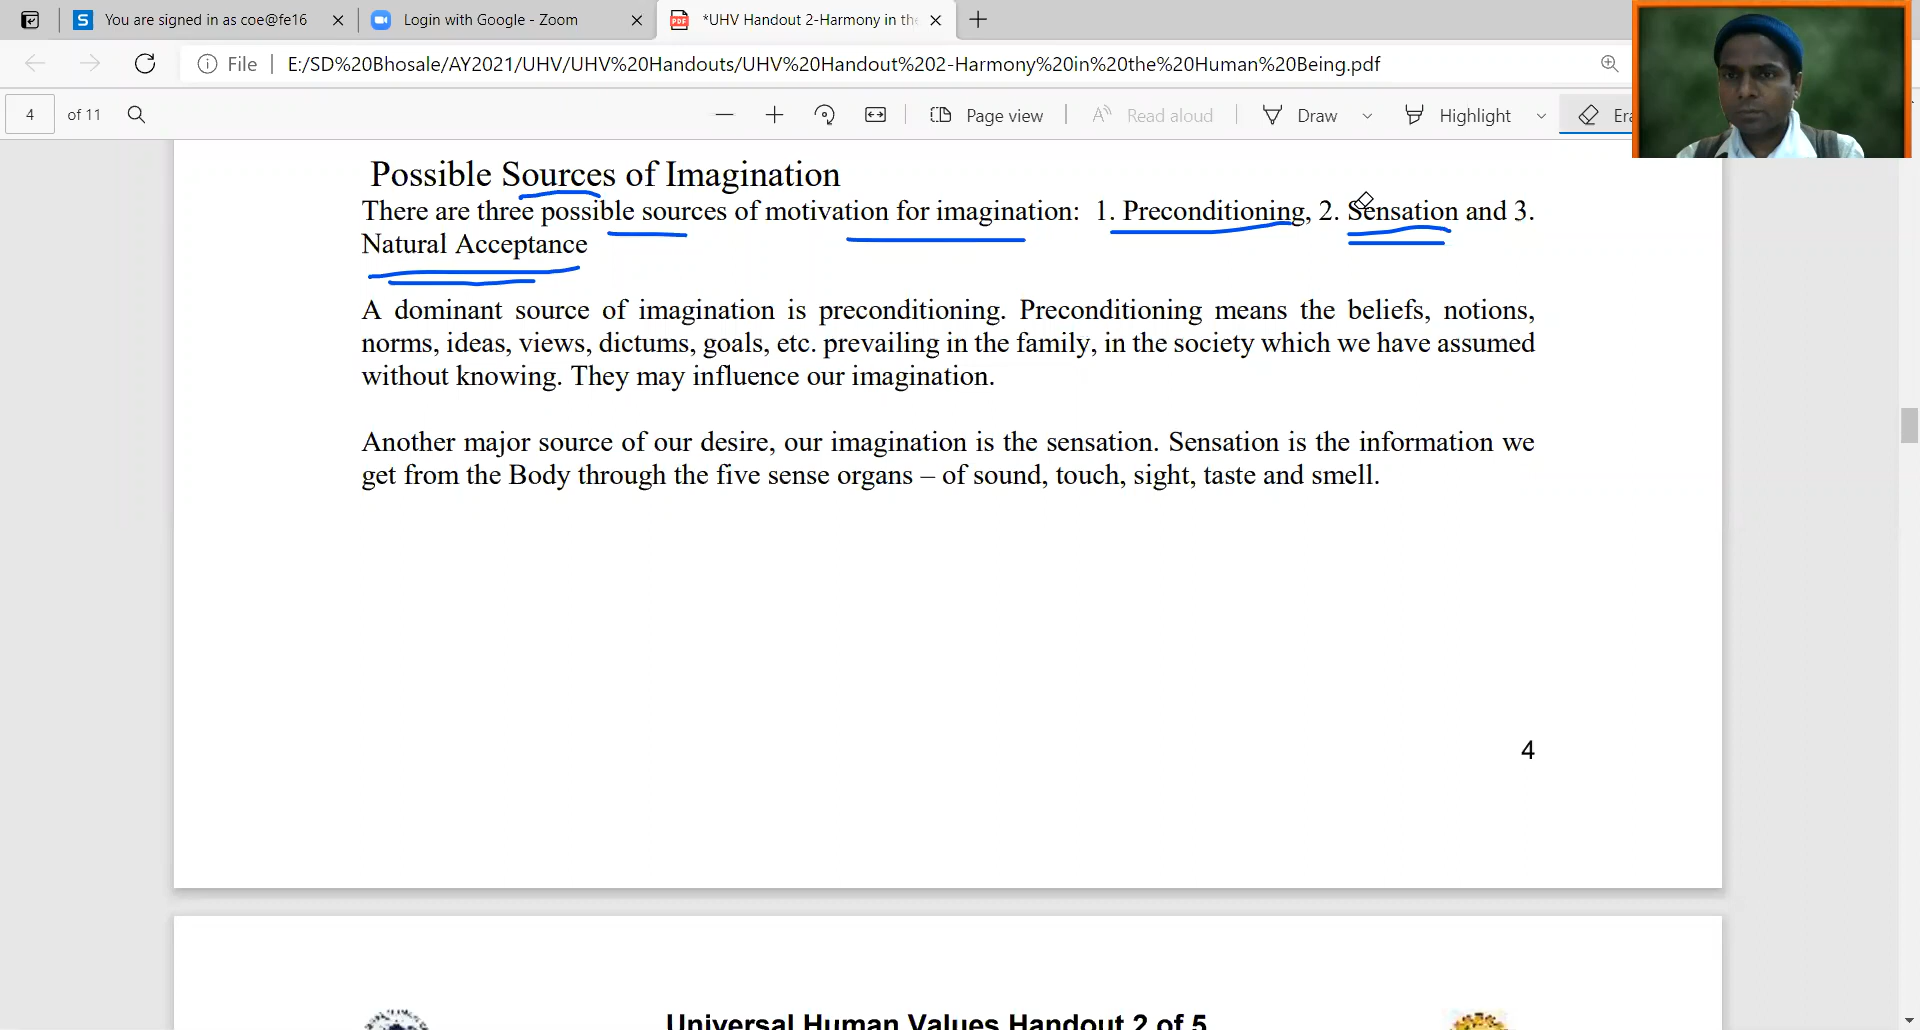 You are signed in as coe@fe16
Login with Google - Zoom
*UHV Handout 2-Harmony in the
File
E:/SD%20Bhosale/AY2021/UHV/UHV%20Handouts/UHV%20Handout%202-Harmony%20in%20the%20Human%20Being.pdf
4 of 11
Page view
Read aloud
Draw
Highlight
Era
Possible Sources of Imagination
There are three possible sources of motivation for imagination: 1. Preconditioning, 2. Sensation and 3.
Natural Acceptance
A dominant source of imagination is preconditioning. Preconditioning means the beliefs, notions,
norms, ideas, views, dictums, goals, etc. prevailing in the family, in the society which we have assumed
without knowing. They may influence our imagination.
Another major source of our desire, our imagination is the sensation. Sensation is the information we
get from the Body through the five sense organs – of sound, touch, sight, taste and smell.
4
Universal Human Values Handout 2 of 5